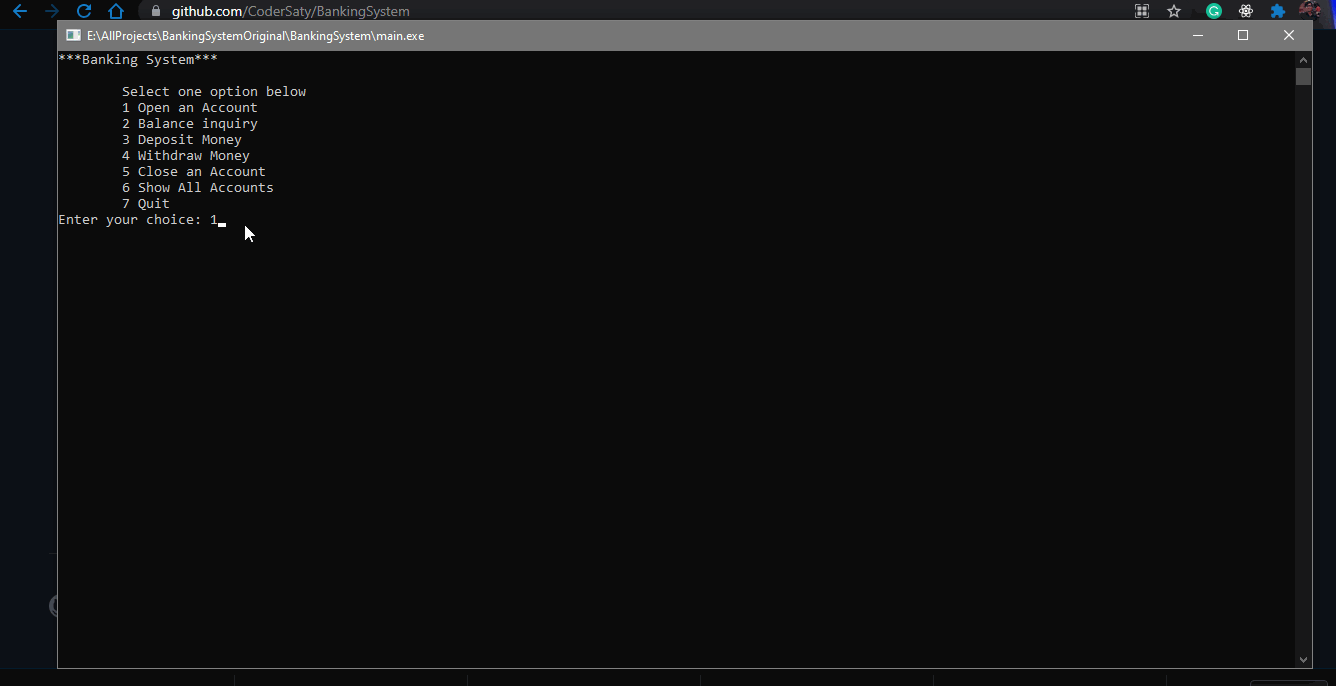 github.com/CoderSaty/BankingSystem
E:\AllProjects\BankingSystemOriginal\BankingSystem\main.exe
***Banking System***
Select one option below
1 Open an Account
2 Balance inquiry
3 Deposit Money
4 Withdraw Money
5 Close an Account
6 Show All Accounts
7 Quit
Enter your choice: 1